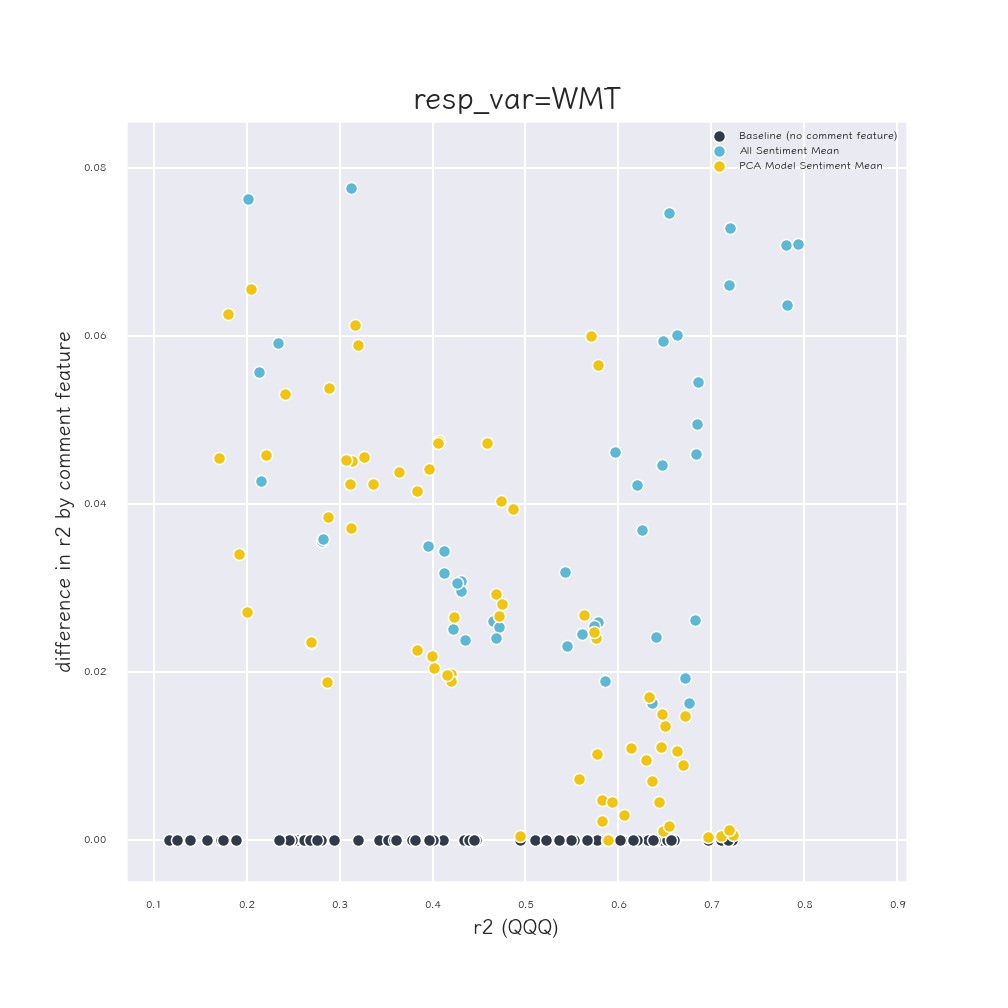 resp_var=WMT
Baseline (no comment feature)
All Sentiment Mean
PCA Model Sentiment Mean
0.08
0.06
0.04
0.02
0.00
difference in r2 by comment feature
0.1 0.2 0.3 0.4 0.5 0.6 0.7 0.8 0.9
r2 (QQQ)